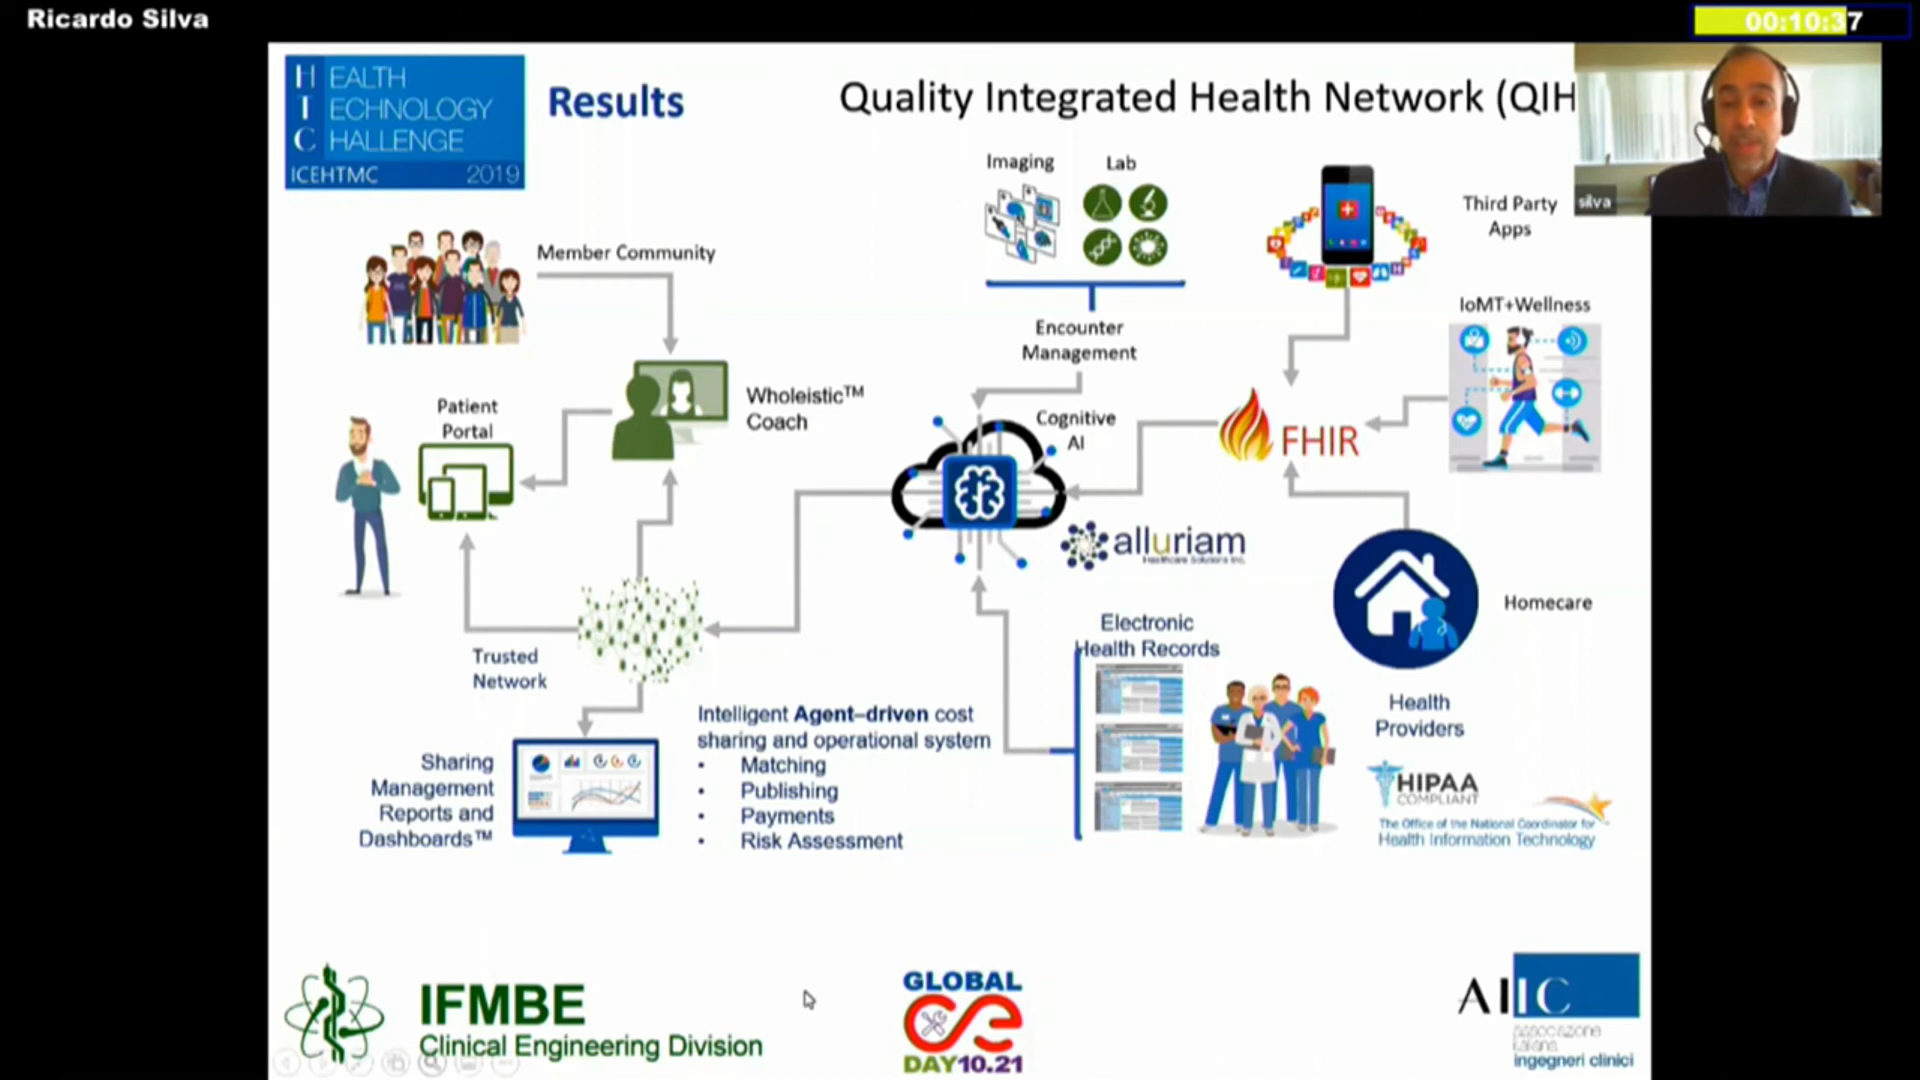 Ricardo Silva
00:10:37
HEALTH
TECHNOLOGY
CHALLENGE
ICEHTMC 2019
Results
Quality Integrated Health Network (QIH
silva
Imaging
Lab
Third Party
Apps
Member Community
IoMT+Wellness
Encounter
Management
Wholeistic™
Coach
Patient
Portal
Cognitive
AI
FHIR
alluriam
Healthcare Solutions Inc.
Homecare
Electronic
Health Records
Trusted
Network
Health
Providers
Intelligent Agent–driven cost
sharing and operational system
• Matching
• Publishing
• Payments
• Risk Assessment
Sharing
Management
Reports and
Dashboards™
HIPAA
COMPLIANT
The Office of the National Coordinator for
Health Information Technology
IFMBE
Clinical Engineering Division
GLOBAL
CE
DAY10.21
AIIC
associazione
italiana
ingegneri clinici